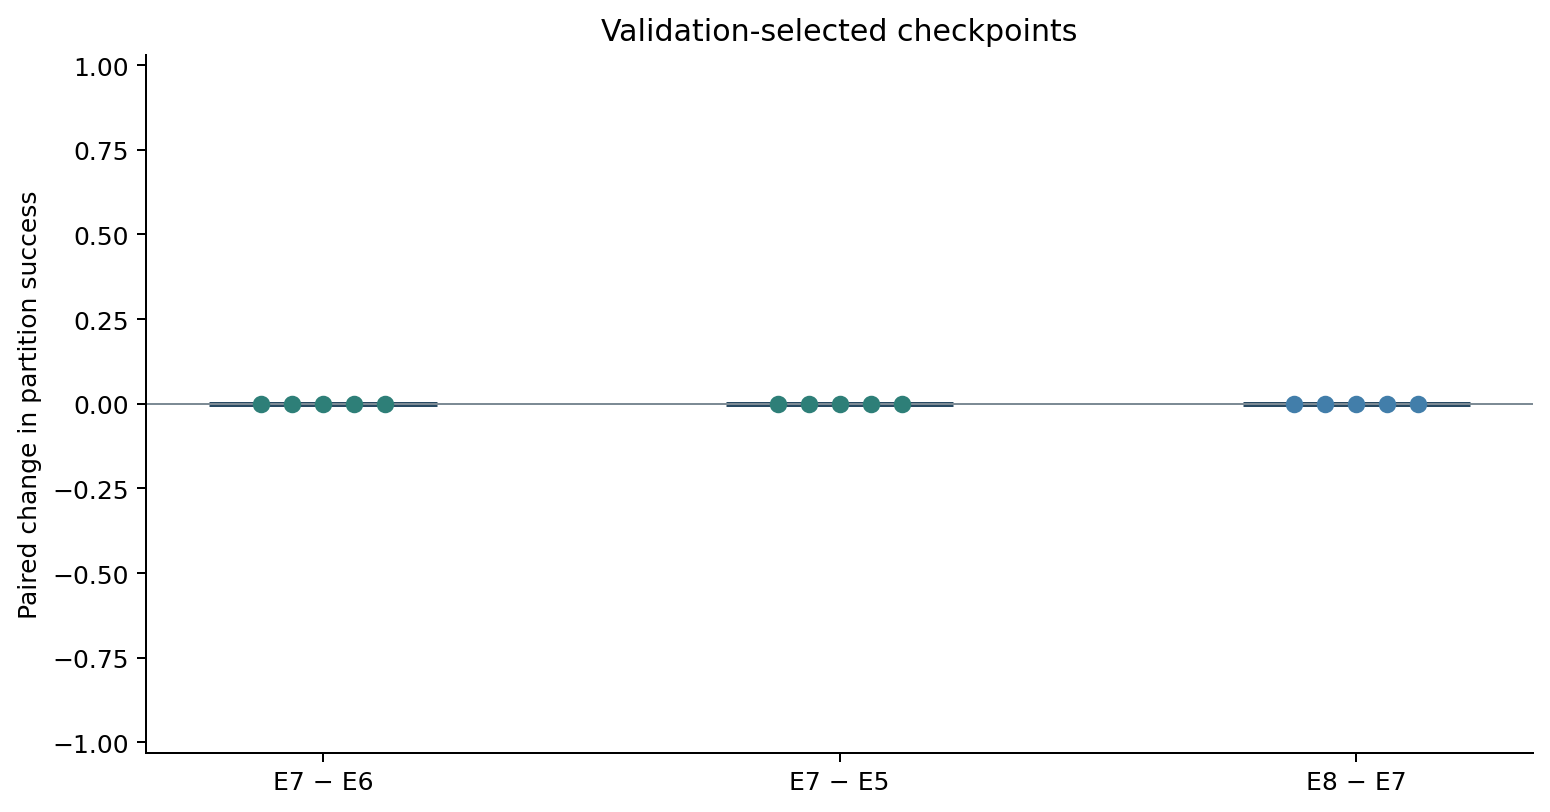 Validation-selected checkpoints
Paired change in partition success
1.00
0.75
0.50
0.25
0.00
−0.25
−0.50
−0.75
−1.00
E7 − E6
E7 − E5
E8 − E7